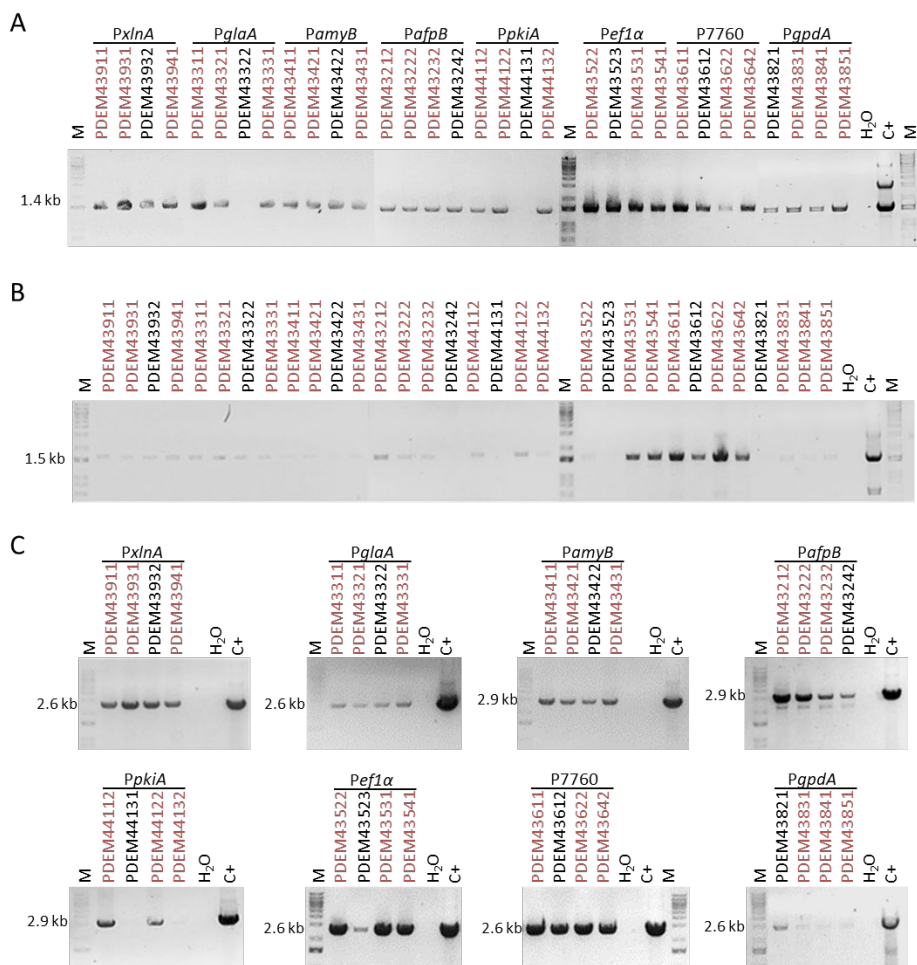 A
PxlnA PglaA PamyB PafpB PpkiA Pef1α P7760 PgpdA
M PDEM43911 PDEM43931 PDEM43932 PDEM43941 PDEM43311 PDEM43321 PDEM43322 PDEM43331 PDEM43411 PDEM43421 PDEM43422 PDEM43431 PDEM43212 PDEM43222 PDEM43232 PDEM43242 PDEM44112 PDEM44122 PDEM44131 PDEM44132 M PDEM43522 PDEM43523 PDEM43531 PDEM43541 PDEM43611 PDEM43612 PDEM43622 PDEM43642 PDEM43821 PDEM43831 PDEM43841 PDEM43851 H2O C+ M
1.4 kb
B
M PDEM43911 PDEM43931 PDEM43932 PDEM43941 PDEM43311 PDEM43321 PDEM43322 PDEM43331 PDEM43411 PDEM43421 PDEM43422 PDEM43431 PDEM43212 PDEM43222 PDEM43232 PDEM43242 PDEM44112 PDEM44131 PDEM44122 PDEM44132 M PDEM43522 PDEM43523 PDEM43531 PDEM43541 PDEM43611 PDEM43612 PDEM43622 PDEM43642 PDEM43821 PDEM43831 PDEM43841 PDEM43851 H2O C+ M
1.5 kb
C
PxlnA PglaA PamyB PafpB
M PDEM43911 PDEM43931 PDEM43932 PDEM43941 H2O C+ M PDEM43311 PDEM43321 PDEM43322 PDEM43331 H2O C+ M PDEM43411 PDEM43421 PDEM43422 PDEM43431 H2O C+ M PDEM43212 PDEM43222 PDEM43232 PDEM43242 H2O C+
2.6 kb 2.6 kb 2.9 kb 2.9 kb
PpkiA Pef1α P7760 PgpdA
M PDEM44112 PDEM44131 PDEM44122 PDEM44132 H2O C+ M PDEM43522 PDEM43523 PDEM43531 PDEM43541 H2O C+ PDEM43611 PDEM43612 PDEM43622 PDEM43642 H2O C+ M M PDEM43821 PDEM43831 PDEM43841 PDEM43851 H2O C+
2.9 kb 2.6 kb 2.6 kb 2.6 kb